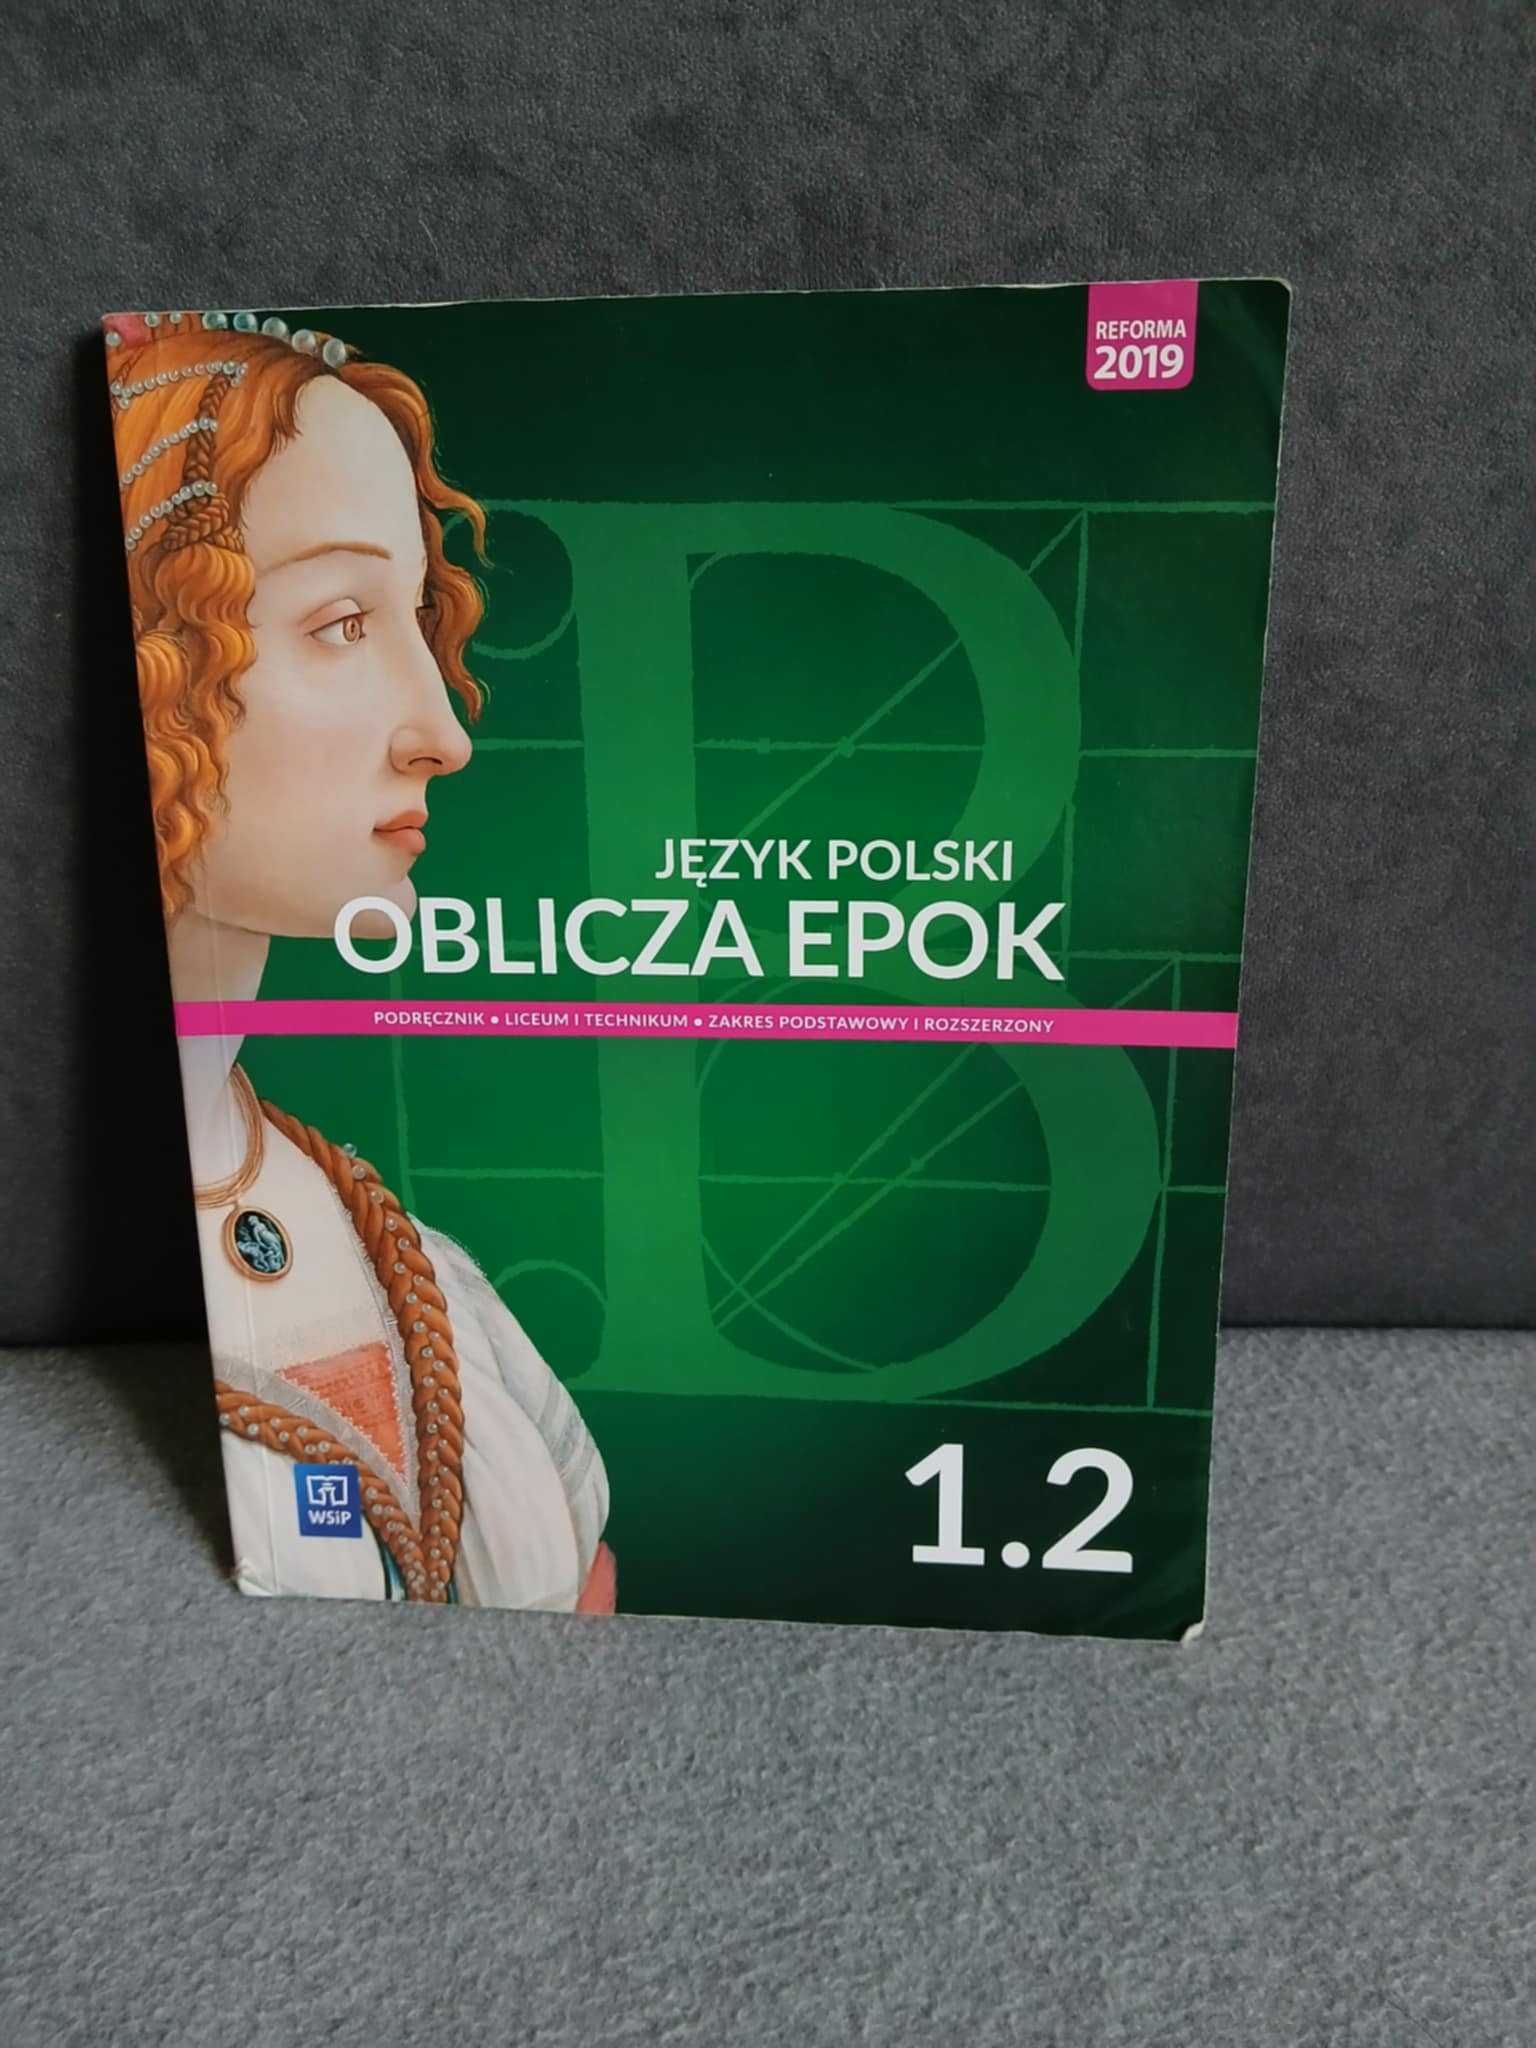 REFORMA
2019
JĘZYK POLSKI
OBLICZA EPOK
PODRĘCZNIK • LICEUM I TECHNIKUM • ZAKRES PODSTAWOWY I ROZSZERZONY
B
WSiP
1.2